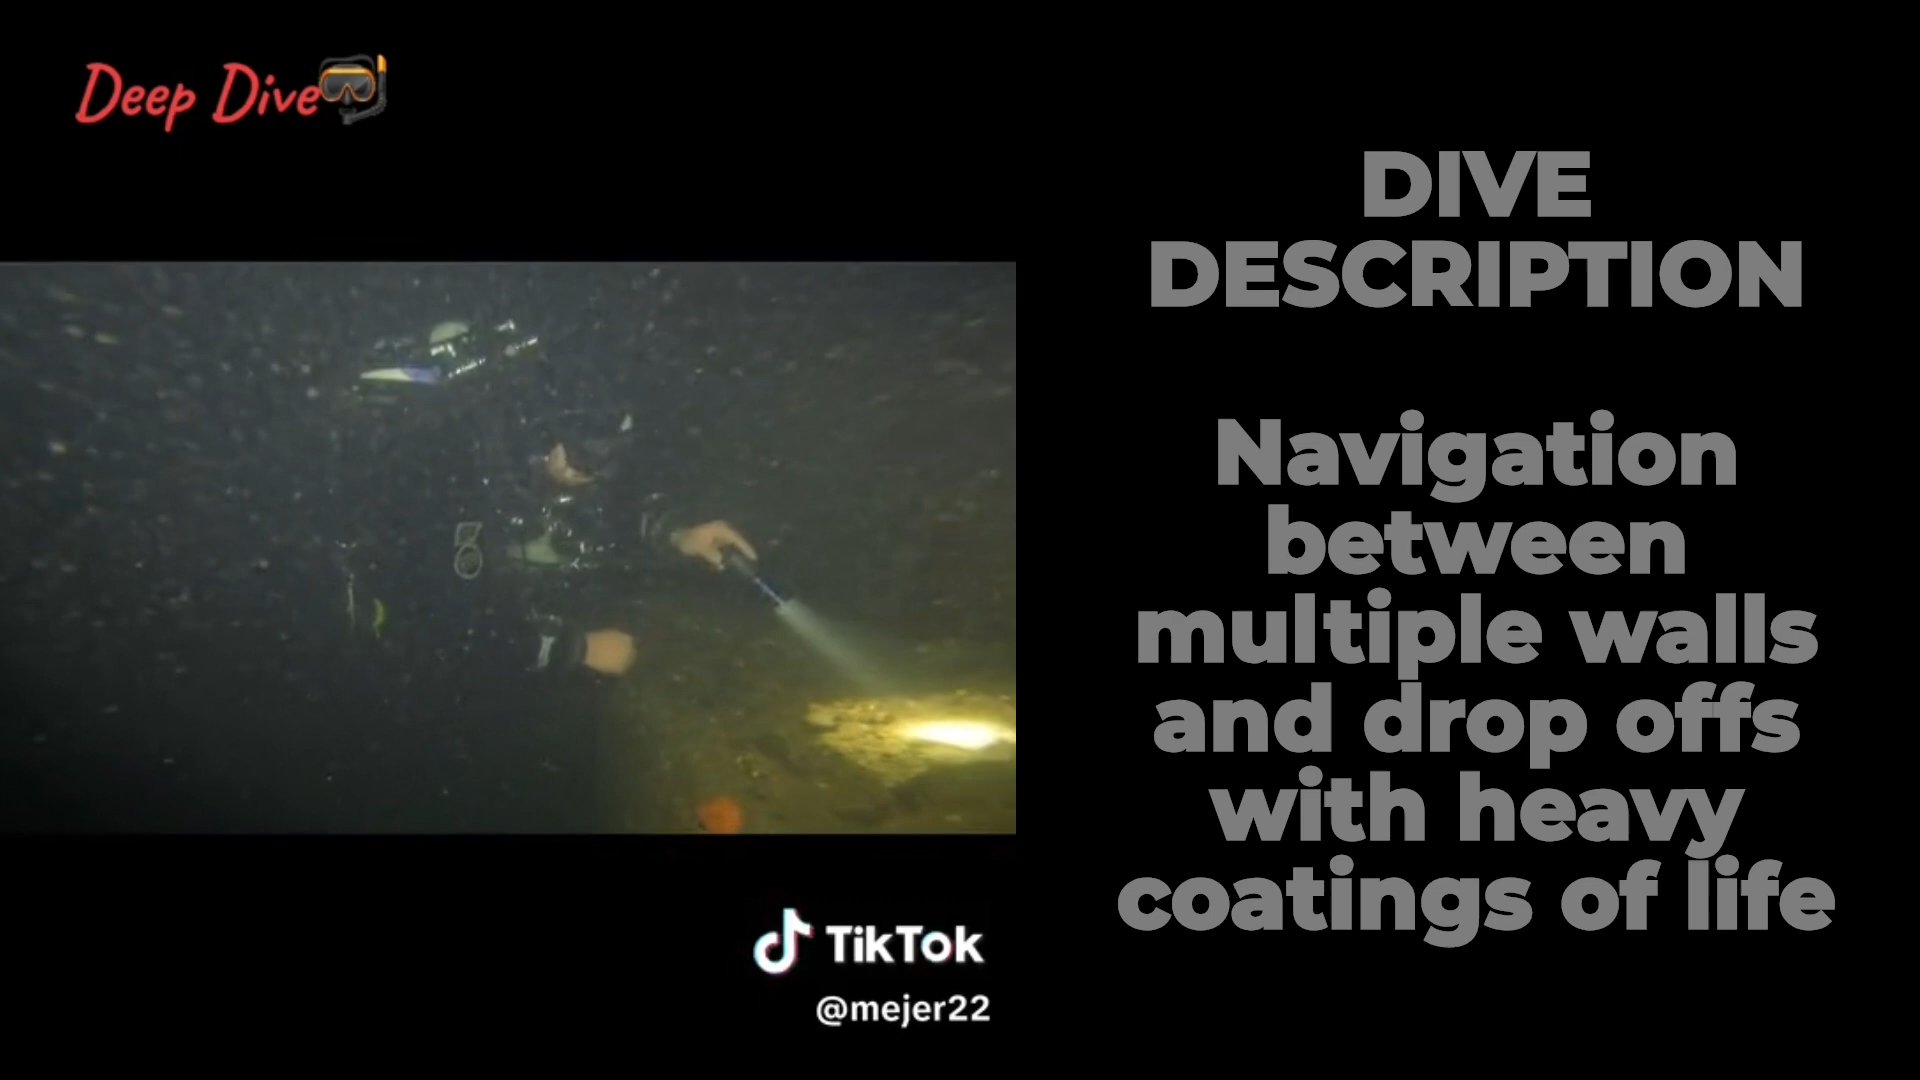 Deep Dive
DIVE
DESCRIPTION
Navigation
between
multiple walls
and drop offs
with heavy
coatings of life
TikTok
@mejer22